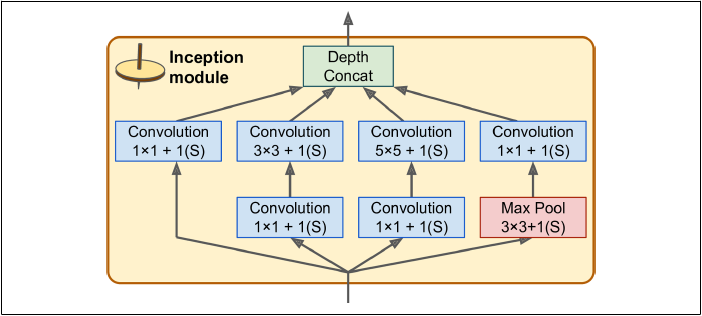 Inception
module
Depth
Concat
Convolution
1×1 + 1(S)
Convolution
3×3 + 1(S)
Convolution
5×5 + 1(S)
Convolution
1×1 + 1(S)
Convolution
1×1 + 1(S)
Convolution
1×1 + 1(S)
Max Pool
3×3+1(S)